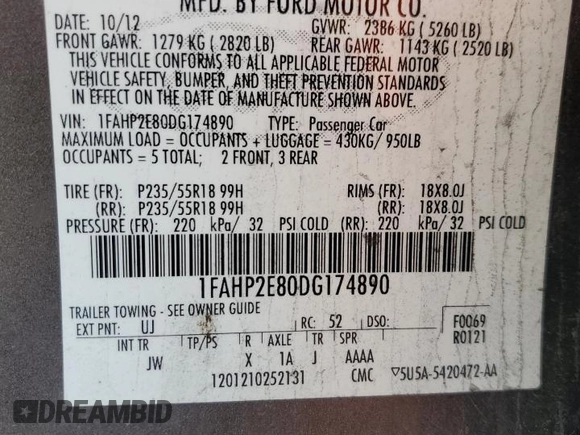 MFD. BY FORD MOTOR CO.
DATE: 10/12 GVWR: 2386 KG ( 5260 LB)
FRONT GAWR: 1279 KG ( 2820 LB) REAR GAWR: 1143 KG ( 2520 LB)
THIS VEHICLE CONFORMS TO ALL APPLICABLE FEDERAL MOTOR
VEHICLE SAFETY, BUMPER, AND THEFT PREVENTION STANDARDS
IN EFFECT ON THE DATE OF MANUFACTURE SHOWN ABOVE.
VIN: 1FAHP2E80DG174890 TYPE: Passenger Car
MAXIMUM LOAD = OCCUPANTS + LUGGAGE = 430KG/ 950LB
OCCUPANTS = 5 TOTAL; 2 FRONT, 3 REAR
TIRE (FR): P235/55R18 99H RIMS (FR): 18X8.0J
(RR): P235/55R18 99H (RR): 18X8.0J
PRESSURE (FR): 220 kPa/ 32 PSI COLD (RR): 220 kPa/ 32 PSI COLD
1FAHP2E80DG174890
TRAILER TOWING - SEE OWNER GUIDE
EXT PNT: UJ RC: 52 DSO: F0069
INT TR TP/PS R AXLE TR SPR R0121
JW X 1A J AAAA
1201210252131 CMC 5U5A-5420472-AA
DREAMBID